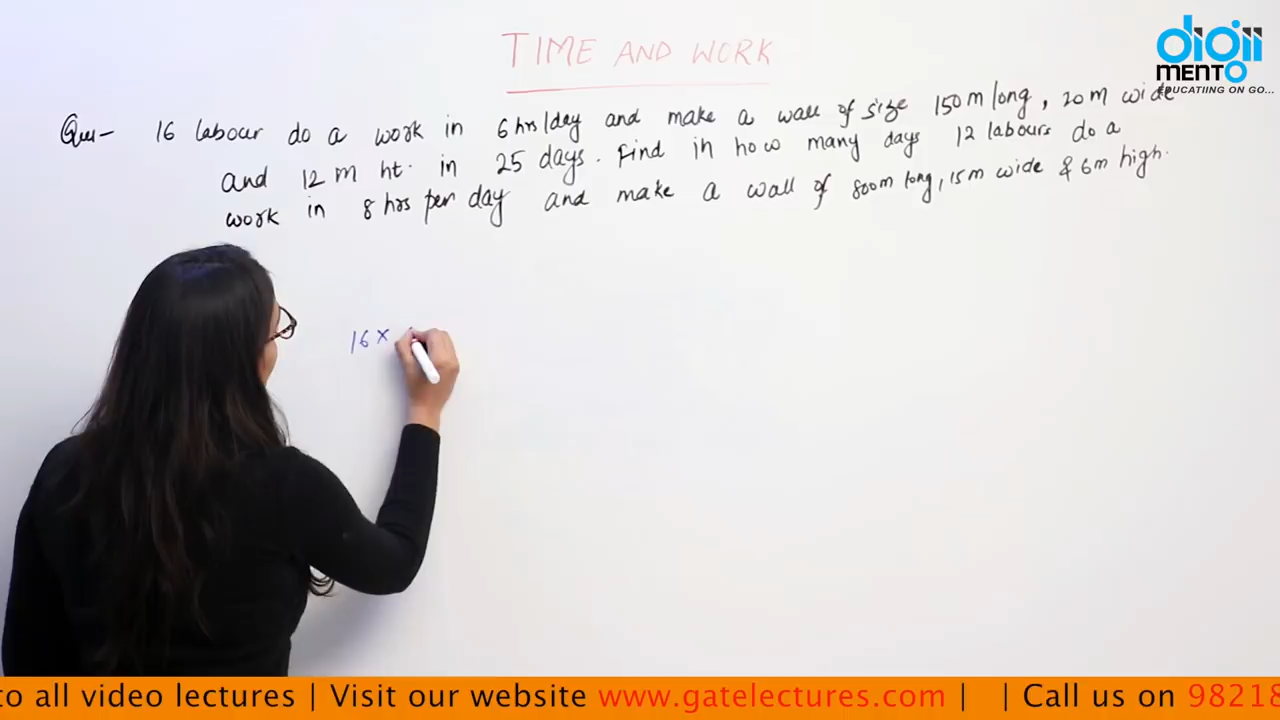 TIME AND WORK
Qus- 16 labour do a work in 6 hrs/day and make a wall of size 150m long, 20m wide
and 12m ht. in 25 days. Find in how many days 12 labours do a
work in 8 hrs per day and make a wall of 800m long, 15m wide & 6m high.
16 ×
digii
MENTO
EDUCATIING ON GO...
to all video lectures | Visit our website www.gatelectures.com | | Call us on 98218